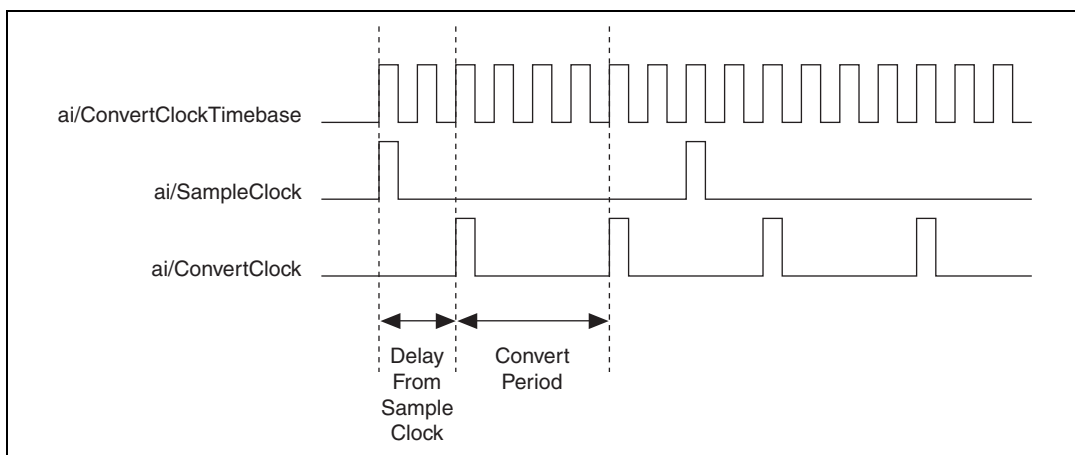 ai/ConvertClockTimebase
ai/SampleClock
ai/ConvertClock
Delay
From
Sample
Clock
Convert
Period